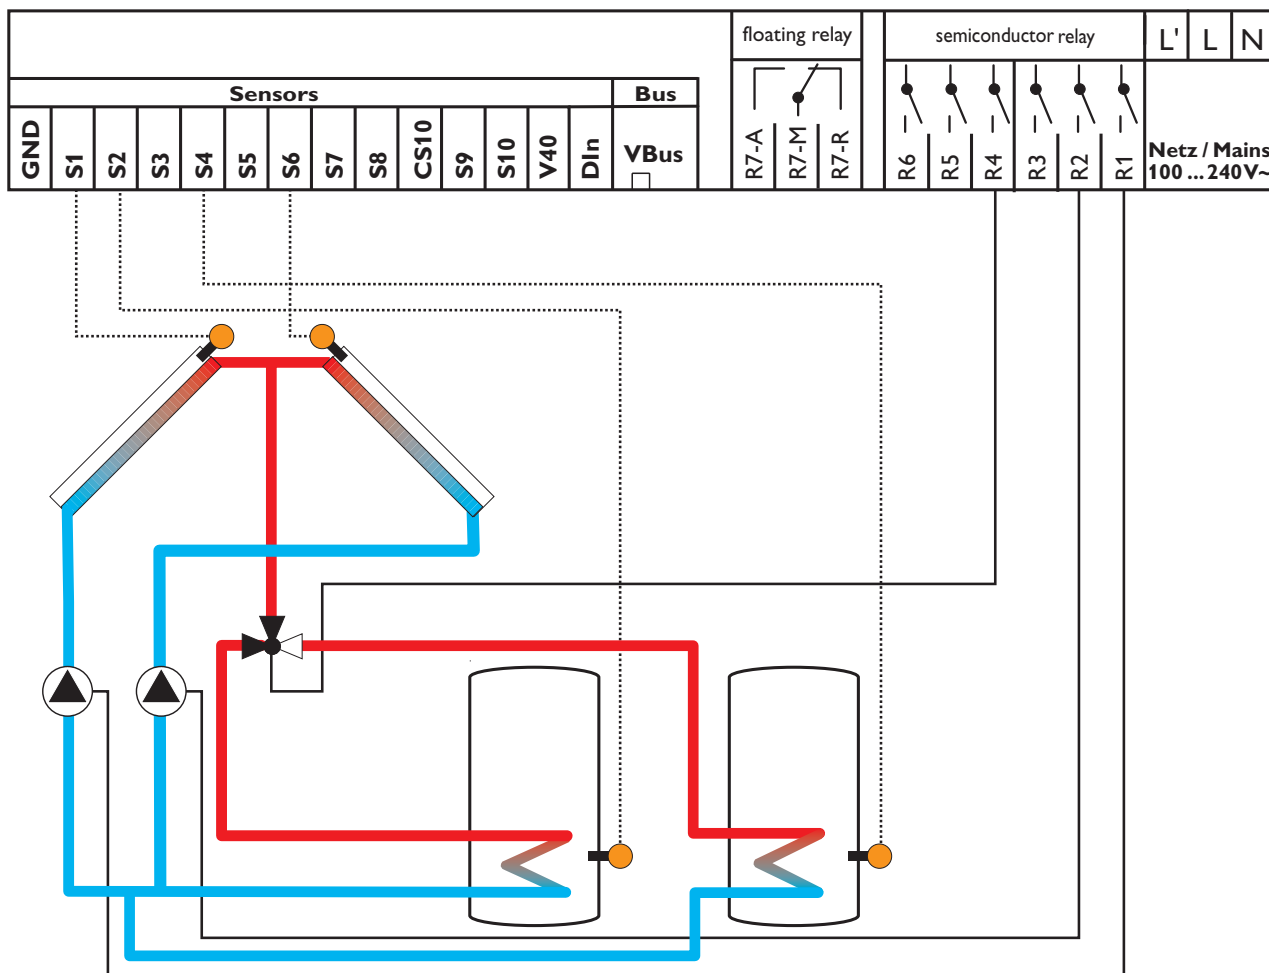 floating relay
semiconductor relay
L' L N
Sensors
Bus
GND S1 S2 S3 S4 S5 S6 S7 S8 CS10 S9 S10 V40 DIn
VBus
R7-A R7-M R7-R
R6 R5 R4 R3 R2 R1
Netz / Mains
100 ... 240V~